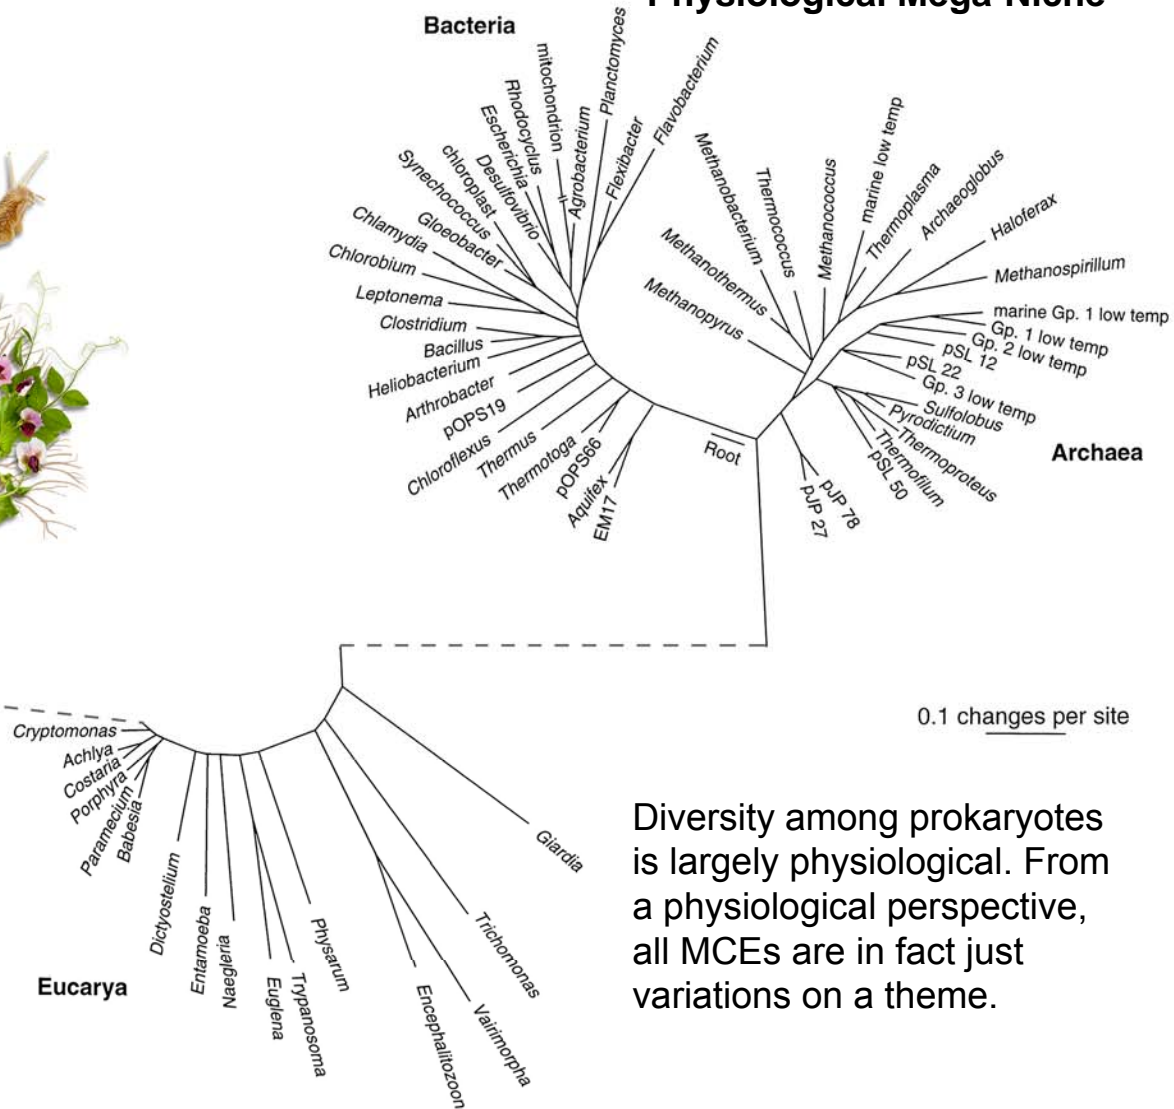 Physiological Mega-Niche
Bacteria
Planctomyces
Flavobacterium
mitochondrion
Rhodocyclus
Escherichia
Desulfovibrio
Agrobacterium
Flexibacter
chloroplast
Synechococcus
Gloeobacter
Chlamydia
Chlorobium
Leptonema
Clostridium
Bacillus
Heliobacterium
Arthrobacter
pOPS19
Chloroflexus
Thermus
Thermotoga
pOPS66
Aquifex
EM17
Root
Methanobacterium
Thermococcus
Methanococcus
marine low temp
Thermoplasma
Archaeoglobus
Haloferax
Methanospirillum
Methanothermus
Methanopyrus
marine Gp. 1 low temp
Gp. 1 low temp
Gp. 2 low temp
pSL 12
pSL 22
Gp. 3 low temp
Sulfolobus
Pyrodictium
Thermoproteus
Thermofilum
pSL 50
pJP 78
pJP 27
Archaea
0.1 changes per site
Cryptomonas
Achlya
Costaria
Porphyra
Paramecium
Babesia
Dictyostelium
Entamoeba
Naegleria
Euglena
Trypanosoma
Physarum
Encephalitozoon
Vairimorpha
Trichomonas
Giardia
Eucarya
Diversity among prokaryotes
is largely physiological. From
a physiological perspective,
all MCEs are in fact just
variations on a theme.